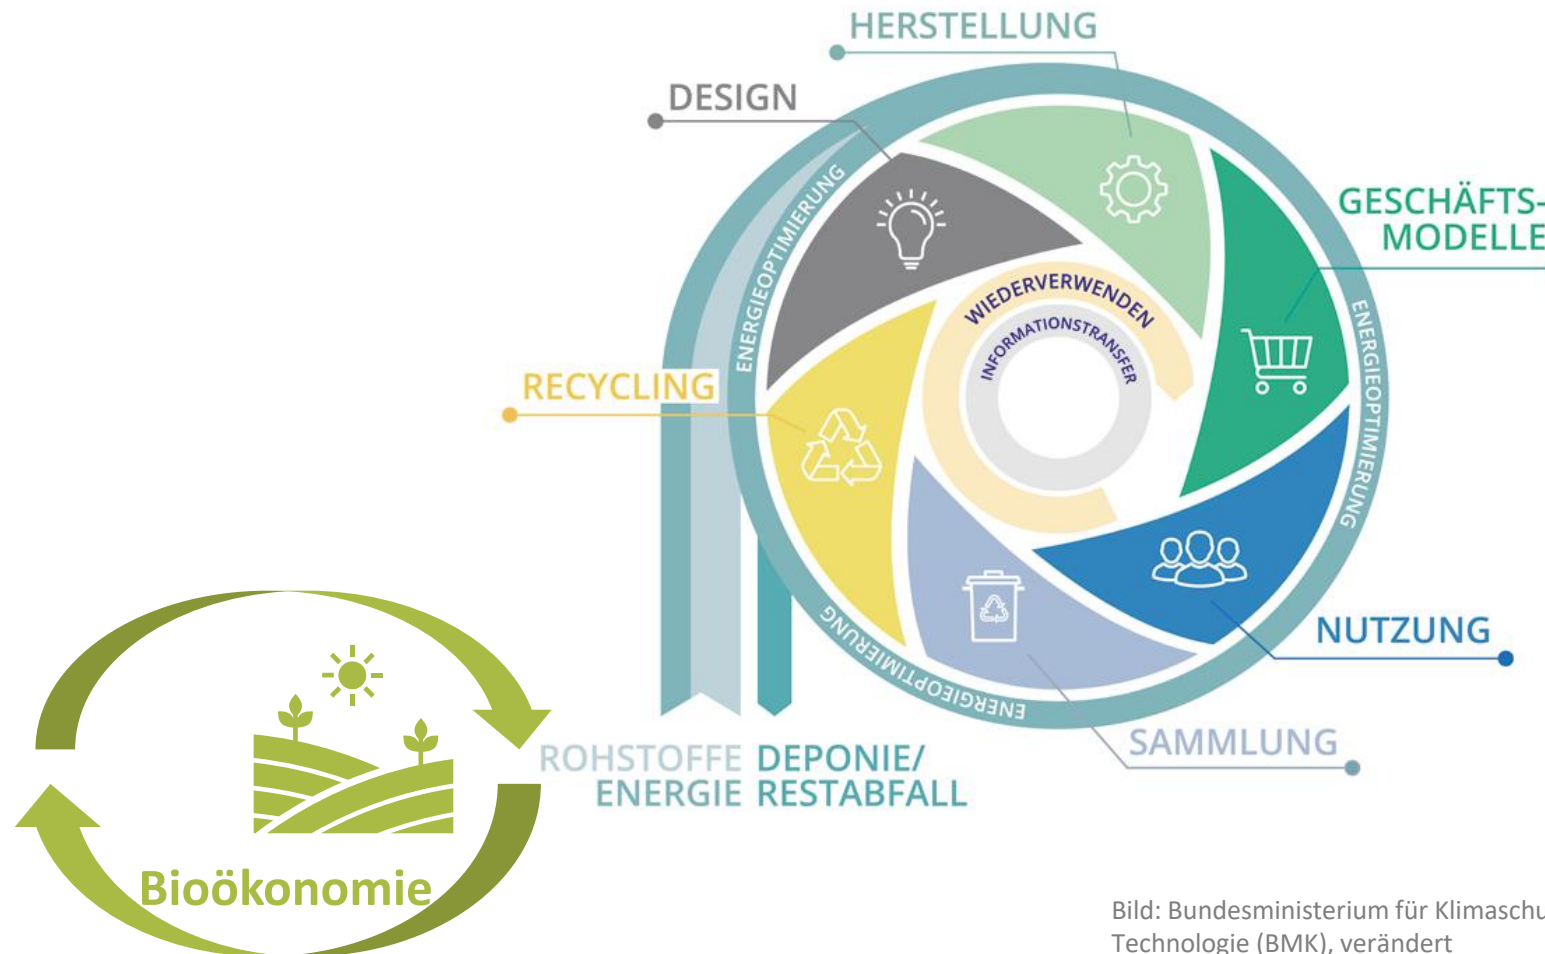 HERSTELLUNG
DESIGN
GESCHÄFTS-
MODELLE
ENERGIEOPTIMIERUNG
WIEDERVERWENDEN
INFORMATIONSTRANSFER
ENERGIEOPTIMIERUNG
RECYCLING
ENERGIEOPTIMIERUNG
NUTZUNG
SAMMLUNG
ROHSTOFFE
ENERGIE
DEPONIE/
RESTABFALL
Bioökonomie
Bild: Bundesministerium für
Technologie (BMK), verändert